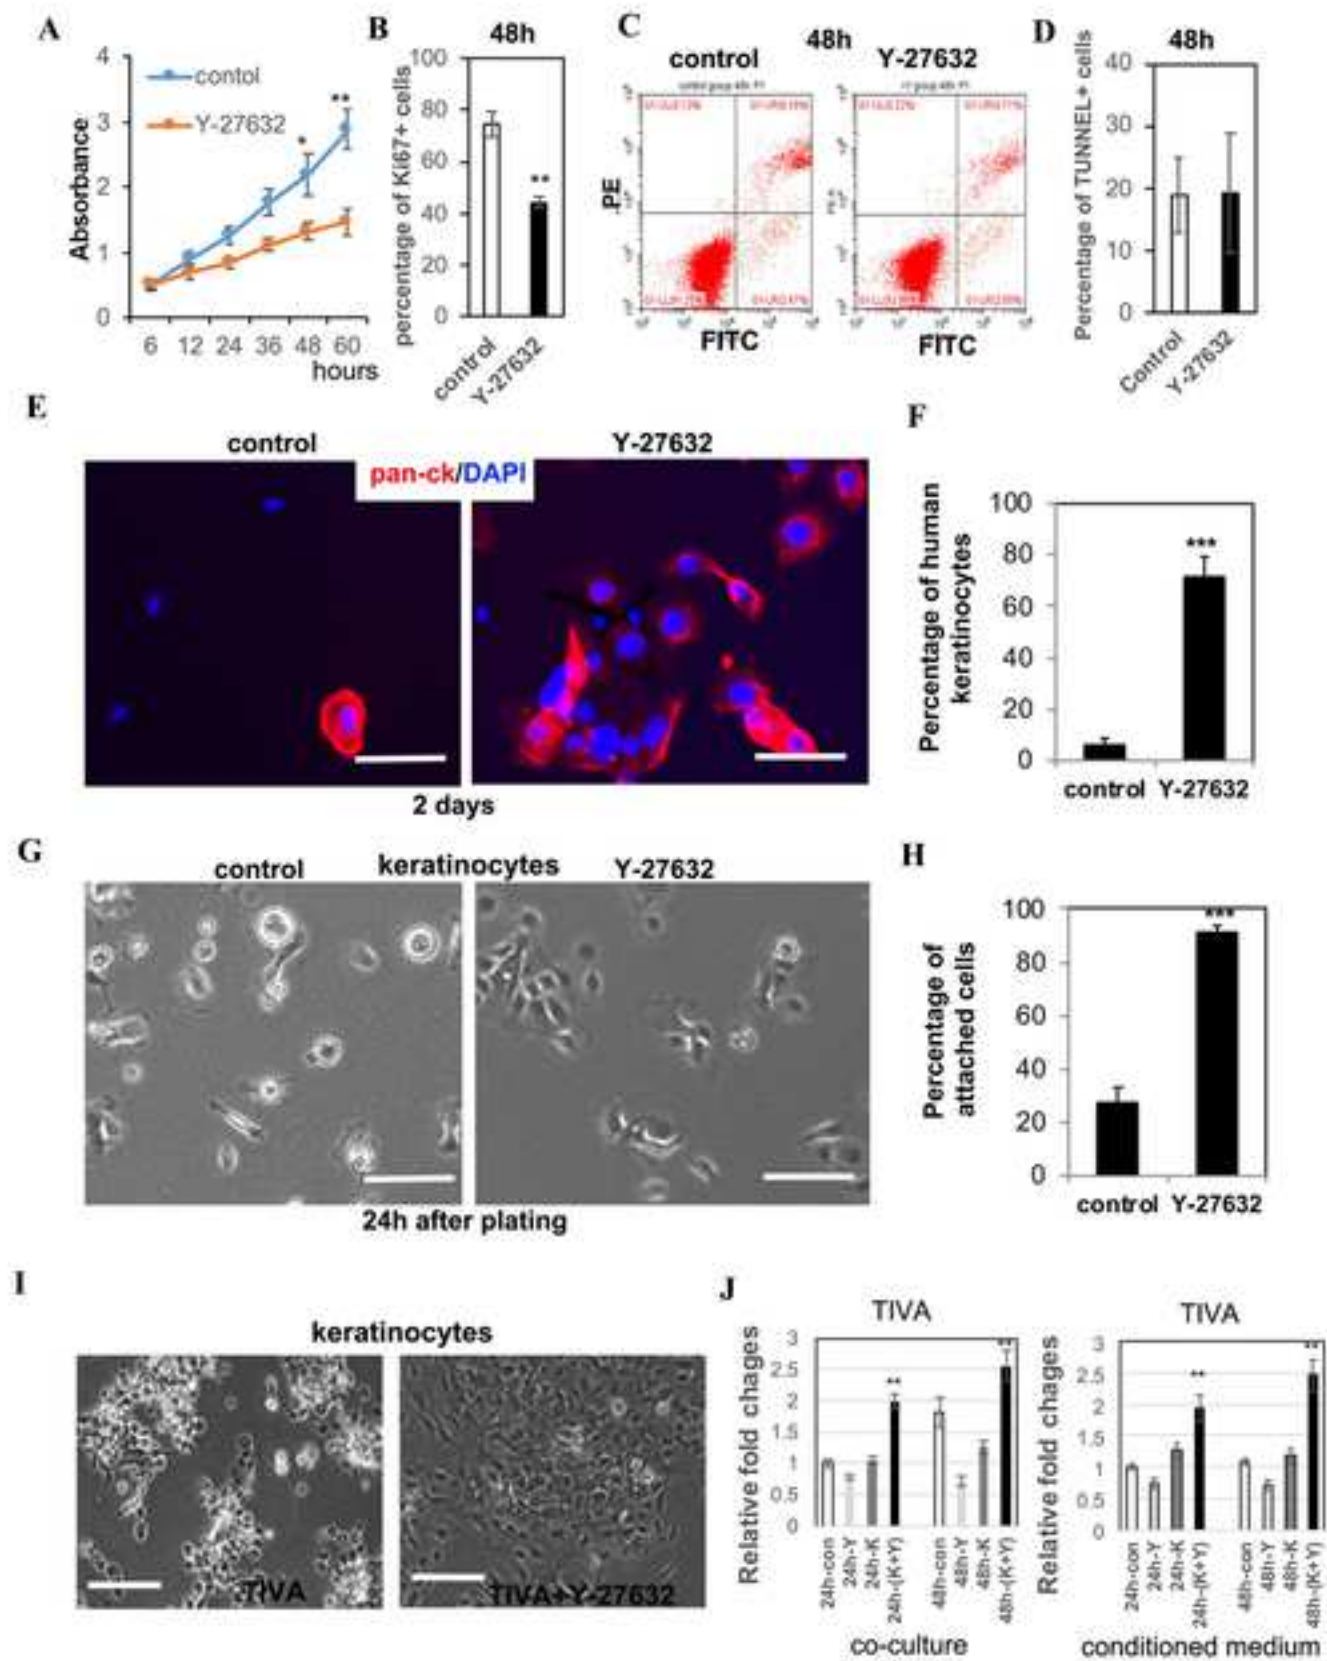 A
4
3
2
1
0
Absorbance
contol
Y-27632
*
**
6 12 24 36 48 60
hours
B
48h
percentage of Ki67+ cells
100
80
60
40
20
0
**
control
Y-27632
C
48h
control
Y-27632
PE
FITC
FITC
D
48h
Percentage of TUNNEL+ cells
40
30
20
10
0
Control
Y-27632
E
control
Y-27632
pan-ck/DAPI
2 days
F
Percentage of human
keratinocytes
100
80
60
40
20
0
***
control Y-27632
G
control
keratinocytes
Y-27632
24h after plating
H
Percentage of
attached cells
100
80
60
40
20
0
***
control Y-27632
I
keratinocytes
TIVA
TIVA+Y-27632
J
TIVA
Relative fold chages
3
2.5
2
1.5
1
0.5
0
**
**
24h-con
24h-Y
24h-K
24h-(K+Y)
48h-con
48h-Y
48h-K
48h-(K+Y)
co-culture
TIVA
Relative fold chages
3
2.5
2
1.5
1
0.5
0
**
**
24h-con
24h-Y
24h-K
24h-(K+Y)
48h-con
48h-Y
48h-K
48h-(K+Y)
conditioned medium